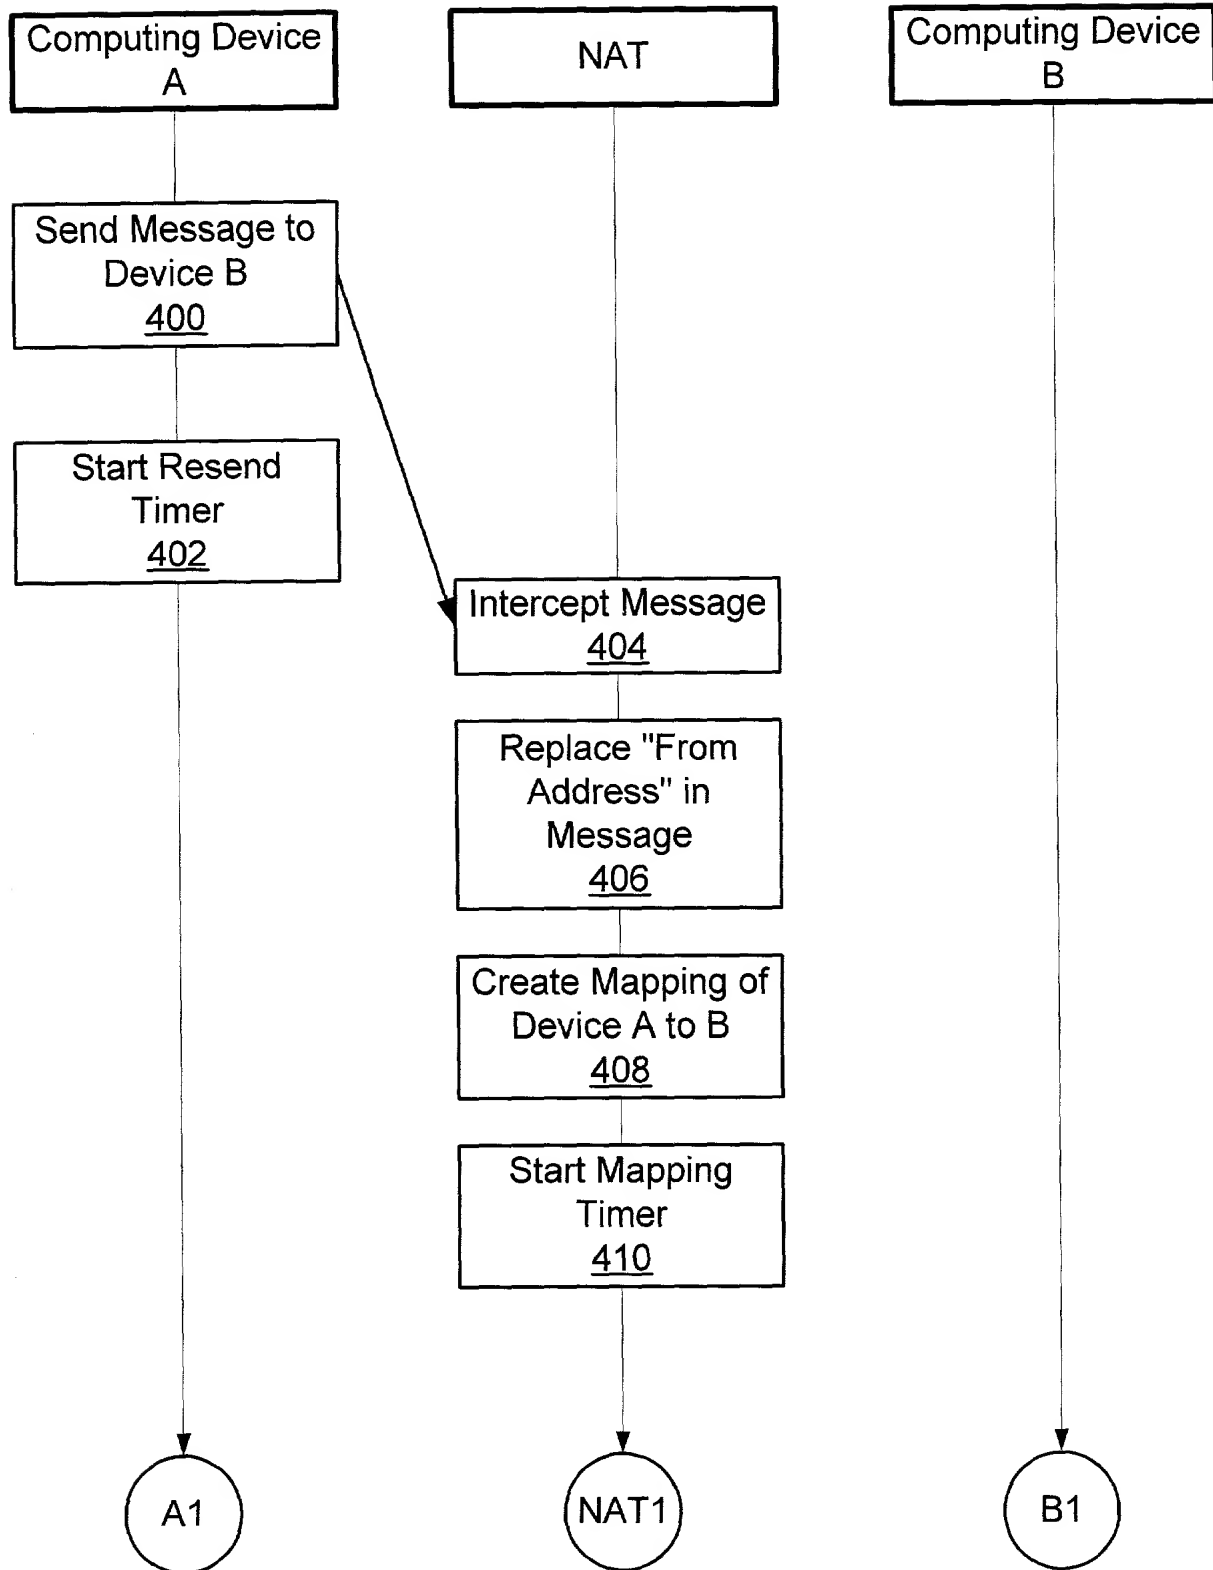 Computing Device
A
NAT
Computing Device
B
Send Message to
Device B
400
Start Resend
Timer
402
Intercept Message
404
Replace "From
Address" in
Message
406
Create Mapping of
Device A to B
408
Start Mapping
Timer
410
A1
NAT1
B1